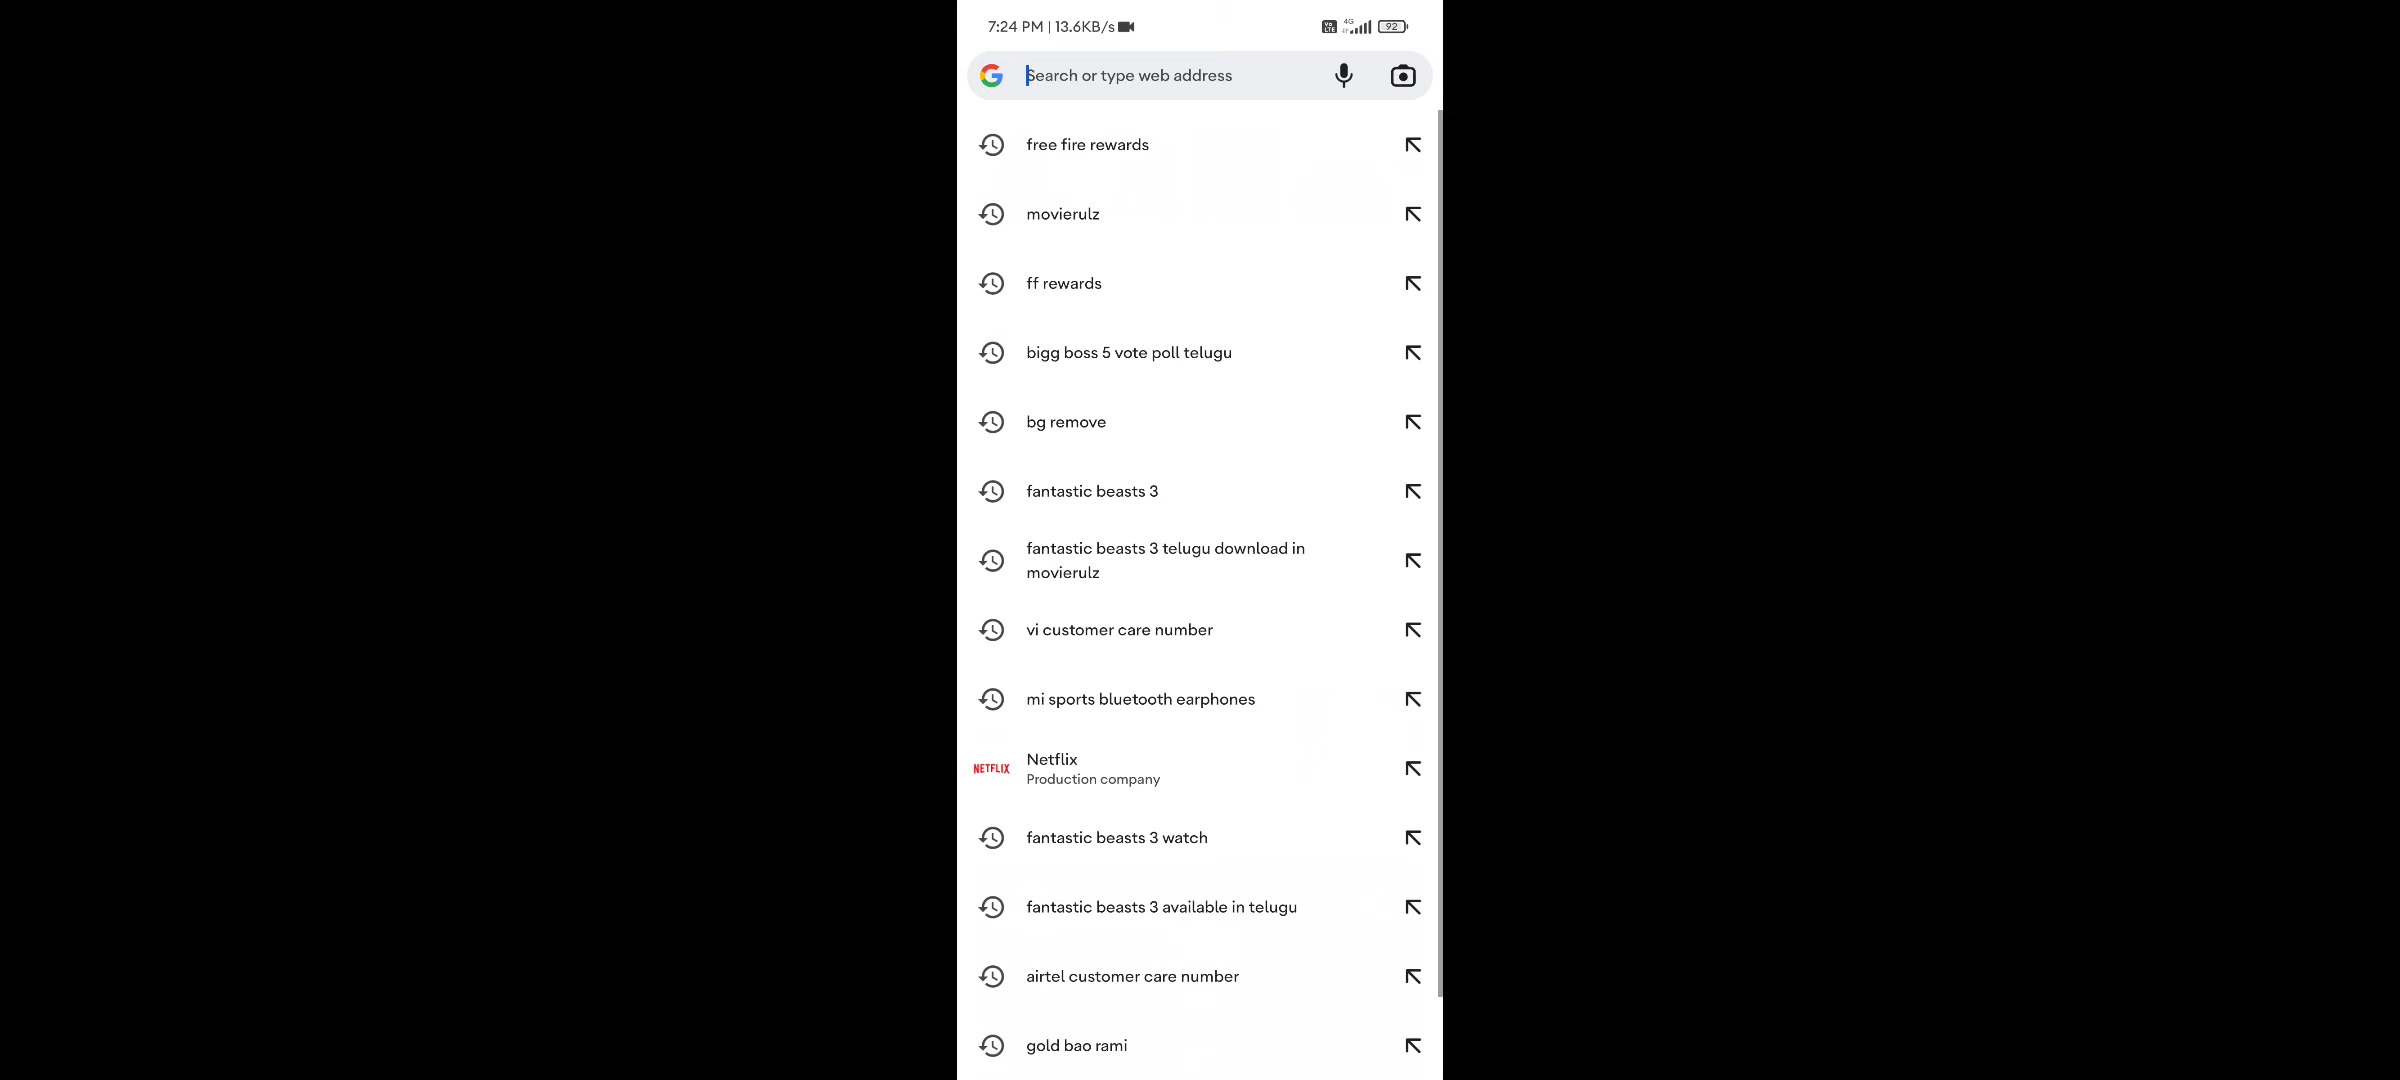 7:24 PM | 13.6KB/s
Vo LTE 4G 92
Search or type web address
free fire rewards
movierulz
ff rewards
bigg boss 5 vote poll telugu
bg remove
fantastic beasts 3
fantastic beasts 3 telugu download in
movierulz
vi customer care number
mi sports bluetooth earphones
NETFLIX
Netflix
Production company
fantastic beasts 3 watch
fantastic beasts 3 available in telugu
airtel customer care number
gold bao rami